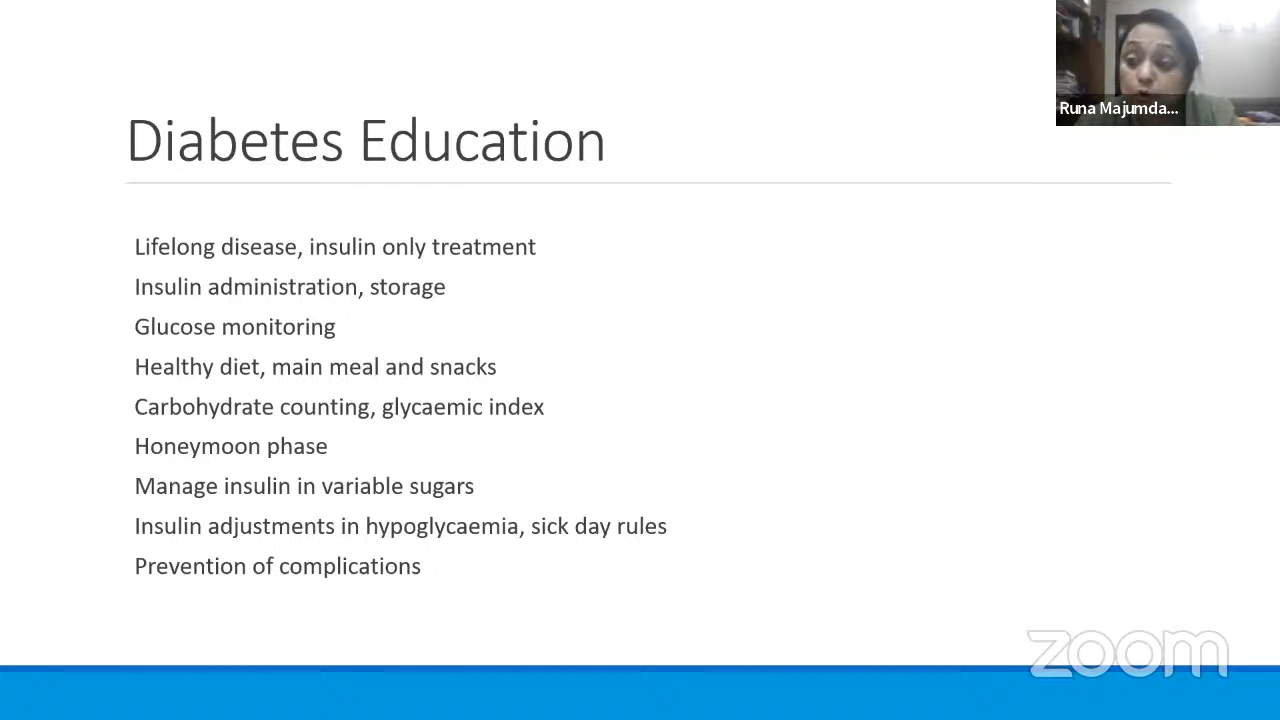 Runa Majumda...
Diabetes Education
Lifelong disease, insulin only treatment
Insulin administration, storage
Glucose monitoring
Healthy diet, main meal and snacks
Carbohydrate counting, glycaemic index
Honeymoon phase
Manage insulin in variable sugars
Insulin adjustments in hypoglycaemia, sick day rules
Prevention of complications
zoom